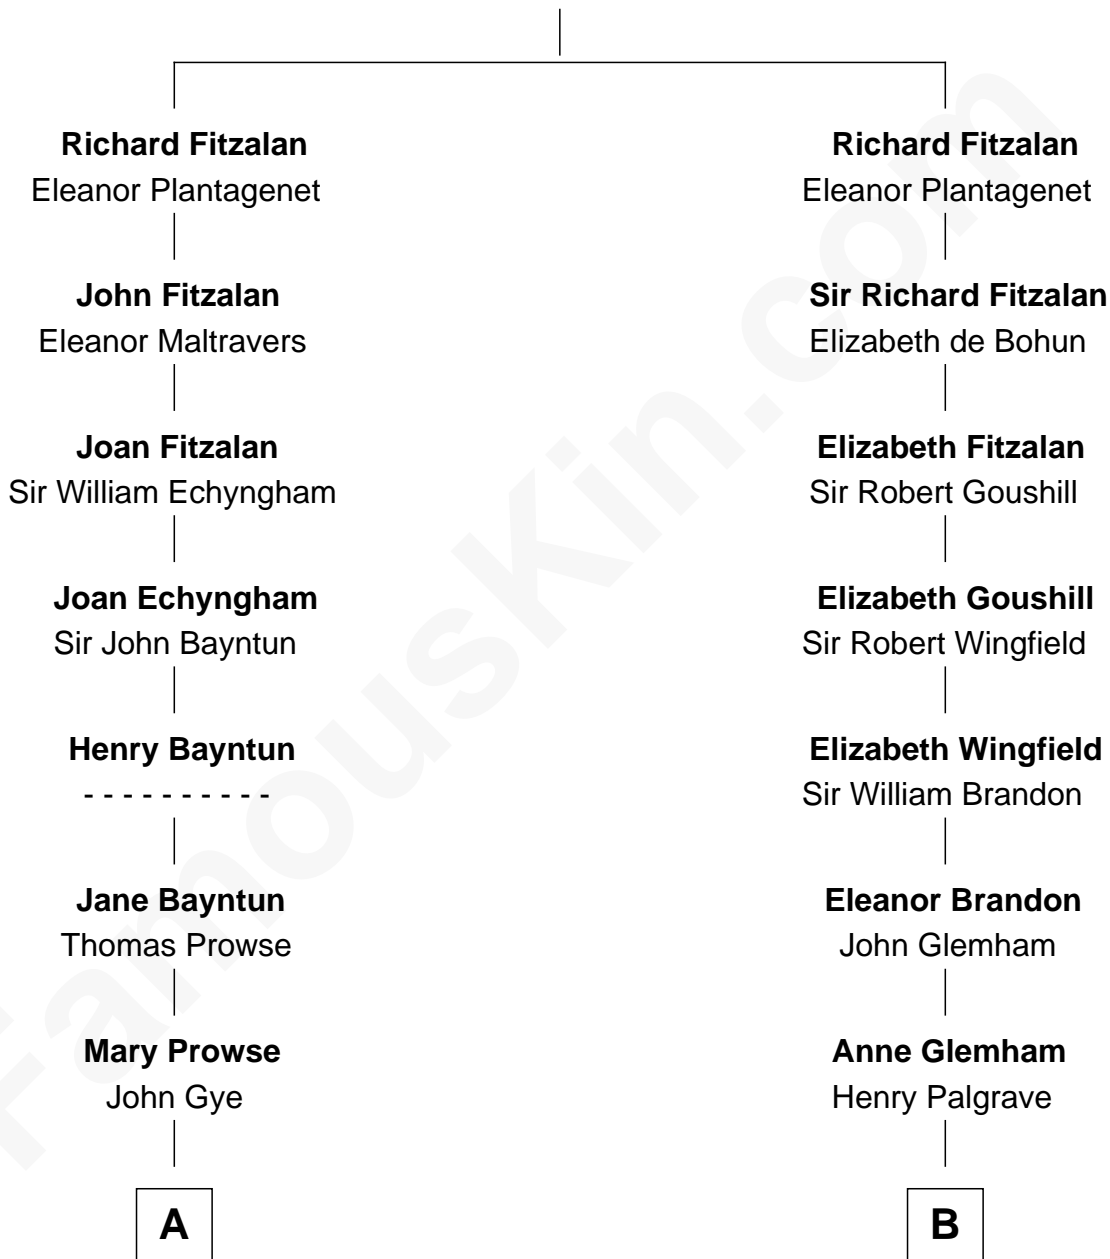 Richard Fitzalan
Eleanor Plantagenet
John Fitzalan
Eleanor Maltravers
Joan Fitzalan
Sir William Echyngham
Joan Echyngham
Sir John Bayntun
Henry Bayntun
- - - - - - - - - -
Jane Bayntun
Thomas Prowse
Mary Prowse
John Gye
A
Richard Fitzalan
Eleanor Plantagenet
Sir Richard Fitzalan
Elizabeth de Bohun
Elizabeth Fitzalan
Sir Robert Goushill
Elizabeth Goushill
Sir Robert Wingfield
Elizabeth Wingfield
Sir William Brandon
Eleanor Brandon
John Glemham
Anne Glemham
Henry Palgrave
B
FamousKin.com